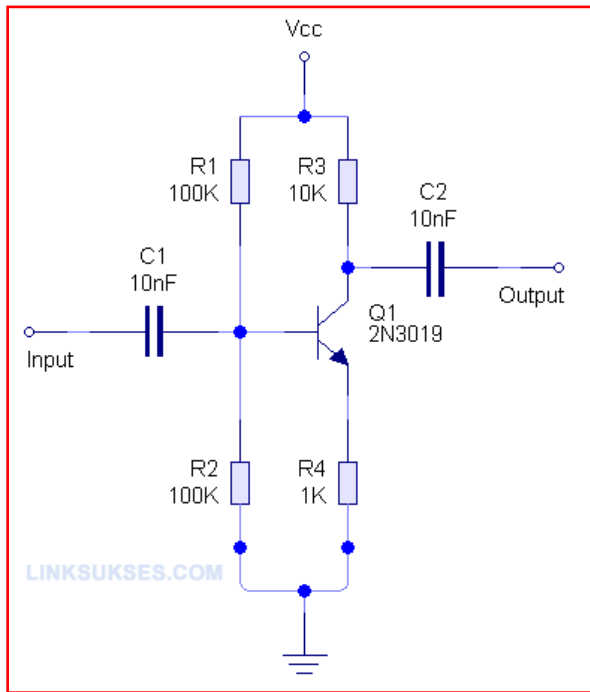 Vcc
R1
100K
R3
10K
C2
10nF
C1
10nF
Output
Q1
2N3019
Input
R2
100K
R4
1K
LINKSUKSES.COM